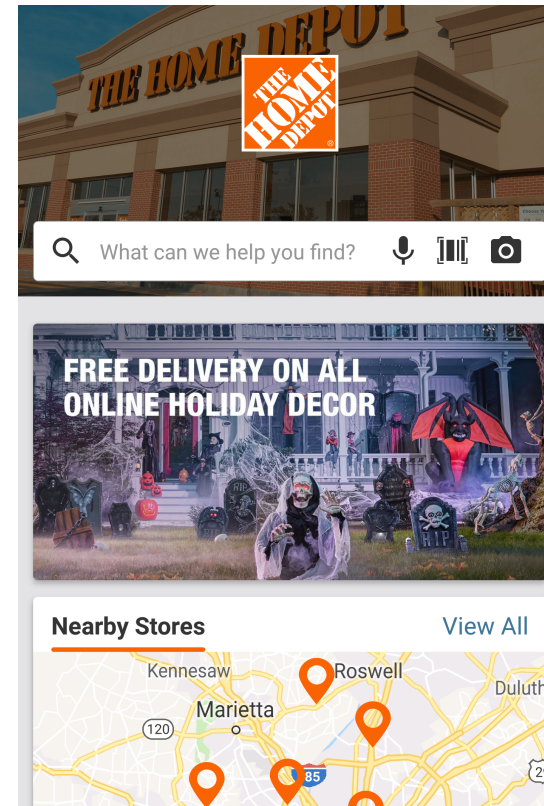 THE HOME DEPOT
THE
HOME
DEPOT
What can we help you find?
FREE DELIVERY ON ALL
ONLINE HOLIDAY DECOR
RIP
RIP
Nearby Stores
View All
Kennesaw
Roswell
Duluth
Marietta
120
85